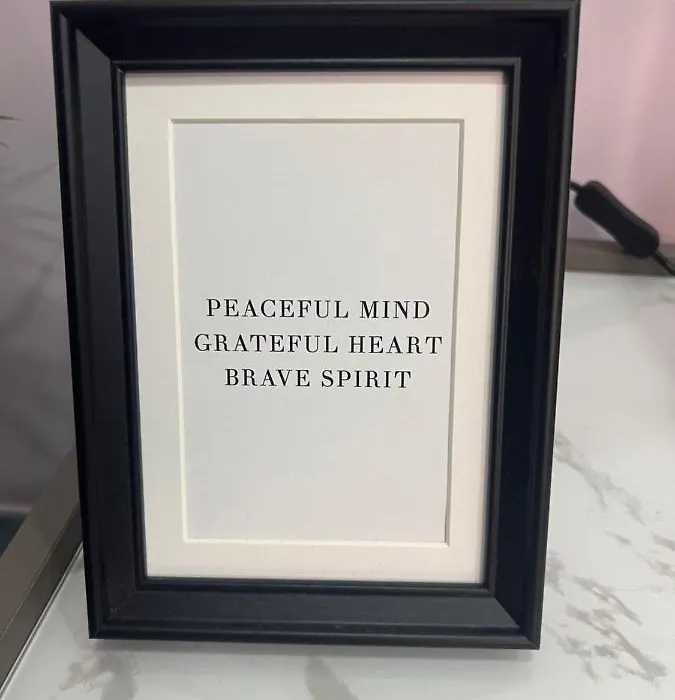 PEACEFUL MIND
GRATEFUL HEART
BRAVE SPIRIT